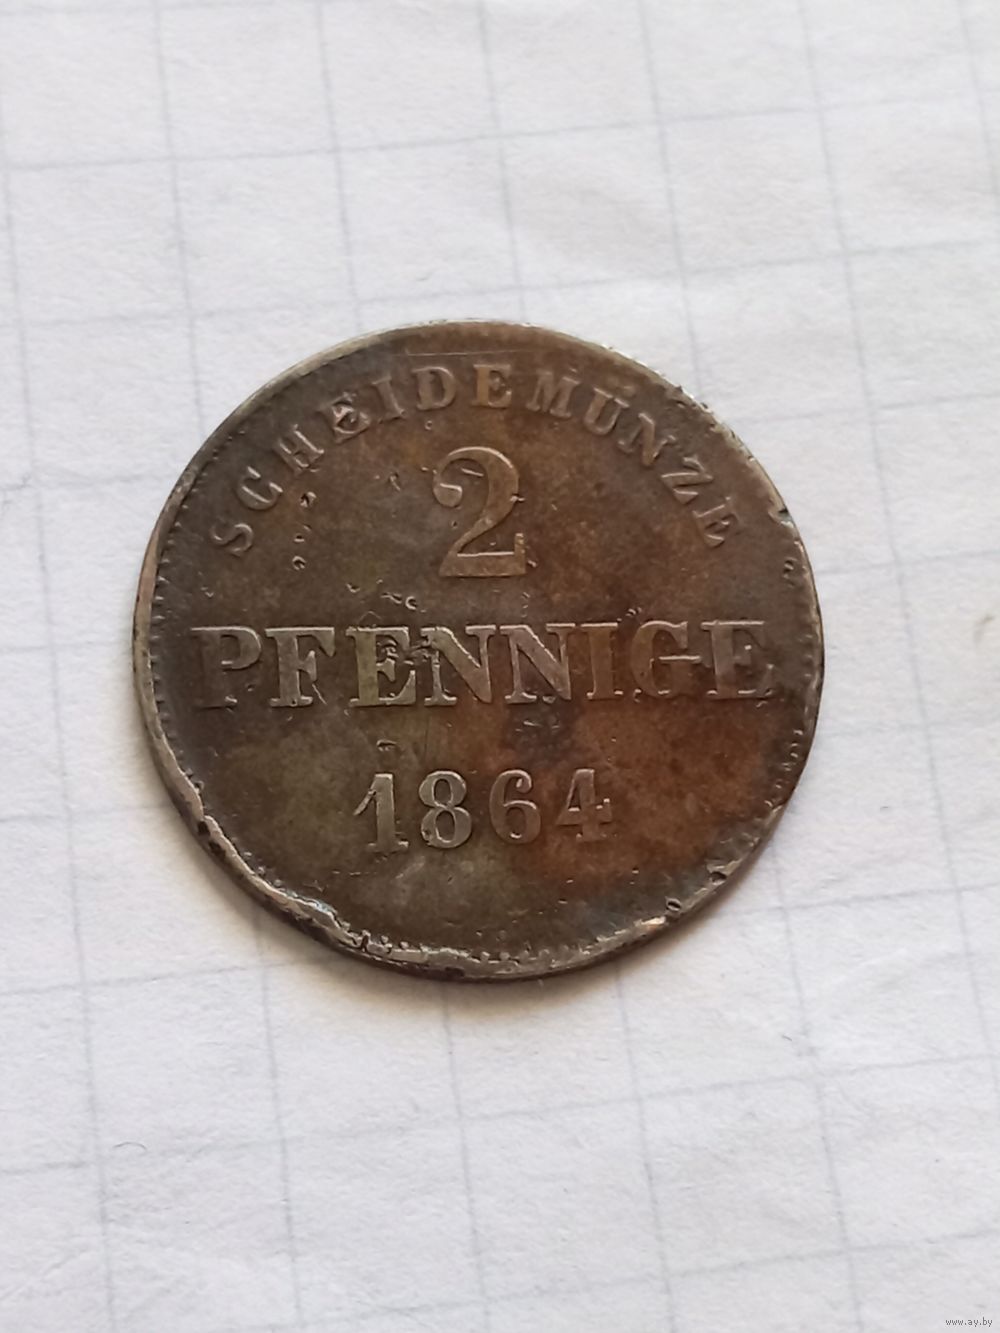 SCHEIDEMÜNZE
2
PFENNIGE
1864
www.ay.by